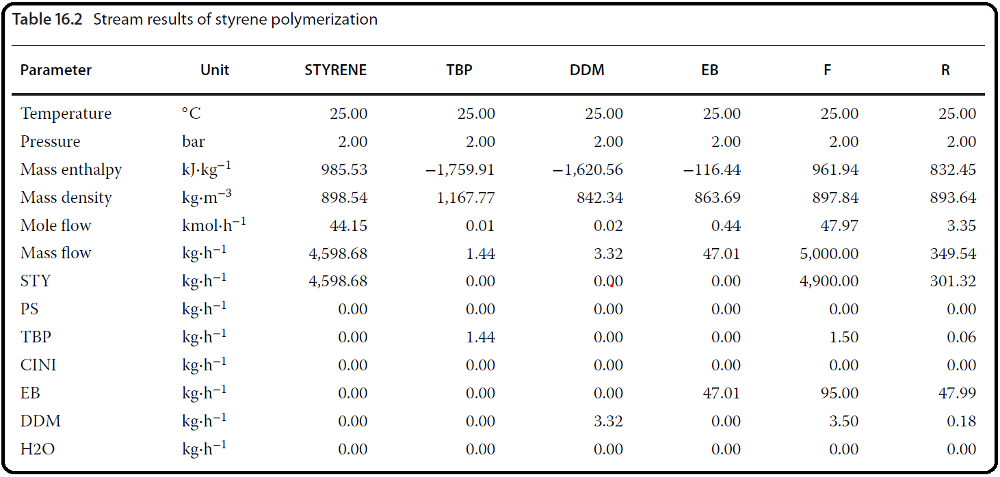 Table 16.2 Stream results of styrene polymerization
Parameter Unit STYRENE TBP DDM EB F R
Temperature °C 25.00 25.00 25.00 25.00 25.00 25.00
Pressure bar 2.00 2.00 2.00 2.00 2.00 2.00
Mass enthalpy kJ·kg⁻¹ 985.53 −1,759.91 −1,620.56 −116.44 961.94 832.45
Mass density kg·m⁻³ 898.54 1,167.77 842.34 863.69 897.84 893.64
Mole flow kmol·h⁻¹ 44.15 0.01 0.02 0.44 47.97 3.35
Mass flow kg·h⁻¹ 4,598.68 1.44 3.32 47.01 5,000.00 349.54
STY kg·h⁻¹ 4,598.68 0.00 0.00 0.00 4,900.00 301.32
PS kg·h⁻¹ 0.00 0.00 0.00 0.00 0.00 0.00
TBP kg·h⁻¹ 0.00 1.44 0.00 0.00 1.50 0.06
CINI kg·h⁻¹ 0.00 0.00 0.00 0.00 0.00 0.00
EB kg·h⁻¹ 0.00 0.00 0.00 47.01 95.00 47.99
DDM kg·h⁻¹ 0.00 0.00 3.32 0.00 3.50 0.18
H2O kg·h⁻¹ 0.00 0.00 0.00 0.00 0.00 0.00